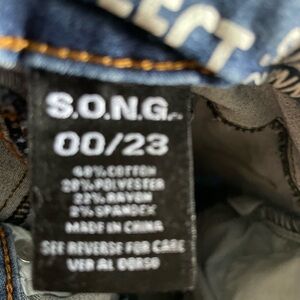 S.O.N.G.
00/23
48% COTTON
28% POLYESTER
22% RAYON
2% SPANDEX
MADE IN CHINA
SEE REVERSE FOR CARE
VER AL DORSO